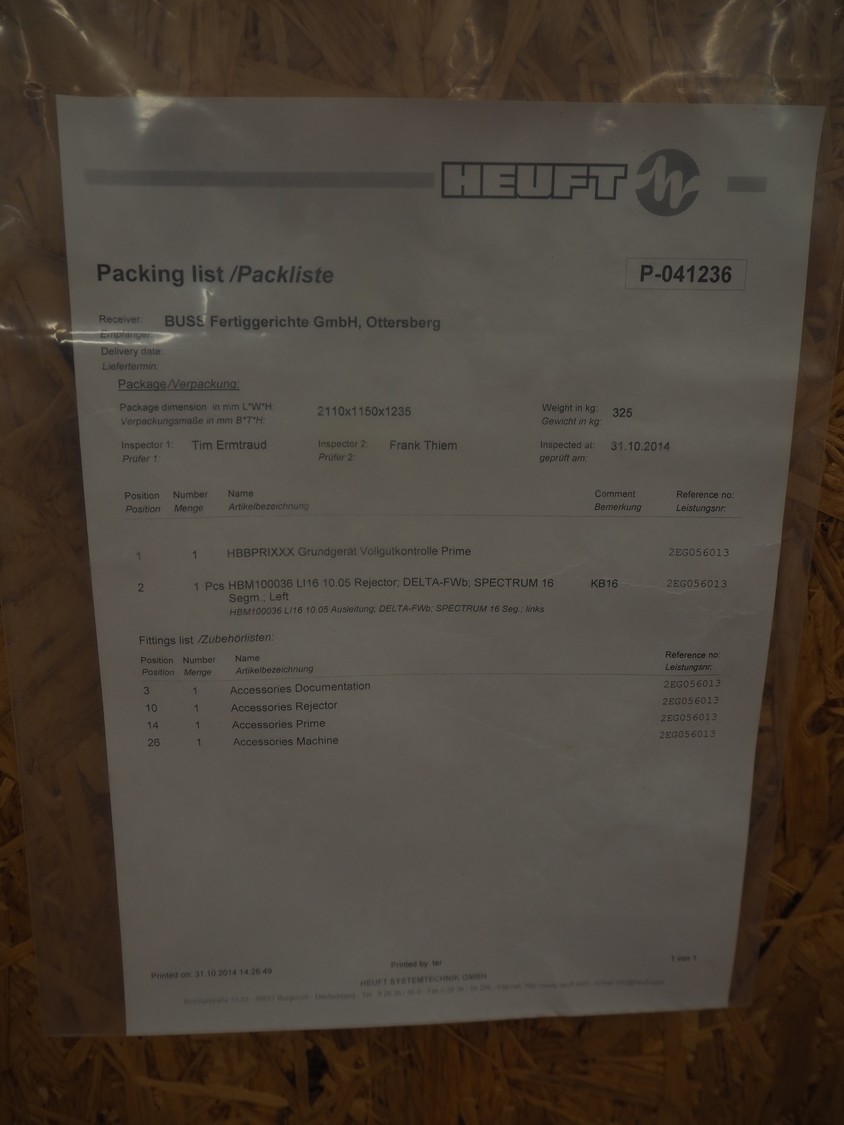 HEUFT
Packing list /Packliste P-041236
Receiver: BUSS Fertiggerichte GmbH, Ottersberg
Empfänger:
Delivery date:
Liefertermin:
Package/Verpackung:
Package dimension in mm L*W*H: 2110x1150x1235 Weight in kg: 325
Verpackungsmaße in mm B*T*H: Gewicht in kg:
Inspector 1: Tim Ermtraud Inspector 2: Frank Thiem Inspected at: 31.10.2014
Prüfer 1: Prüfer 2: geprüft am:
Position Number Name Comment Reference no:
Position Menge Artikelbezeichnung Bemerkung Leistungsnr:
1 1 HBBPRIXXX Grundgerät Vollgutkontrolle Prime 2EG056013
2 1 Pcs HBM100036 LI16 10.05 Rejector; DELTA-FWb; SPECTRUM 16 KB16 2EG056013
Segm.; Left
HBM100036 LI16 10.05 Ausleitung; DELTA-FWb; SPECTRUM 16 Seg.; links
Fittings list /Zubehörlisten:
Position Number Name Reference no:
Position Menge Artikelbezeichnung Leistungsnr:
3 1 Accessories Documentation 2EG056013
10 1 Accessories Rejector 2EG056013
14 1 Accessories Prime 2EG056013
26 1 Accessories Machine 2EG056013
Printed on: 31.10.2014 14:26:49 Printed by: ter 1 von 1
HEUFT SYSTEMTECHNIK GMBH